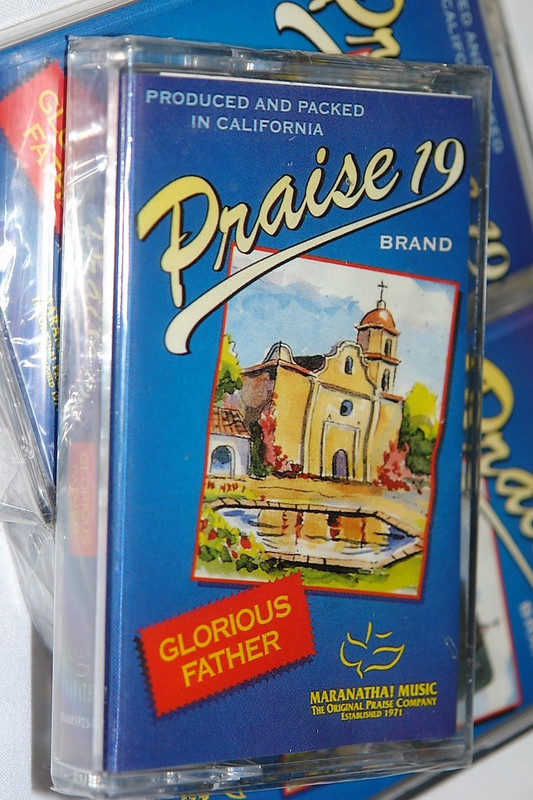 PRODUCED AND PACKED
IN CALIFORNIA
Praise 19
BRAND
GLORIOUS
FATHER
MARANATHA! MUSIC
THE ORIGINAL PRAISE COMPANY
ESTABLISHED 1971